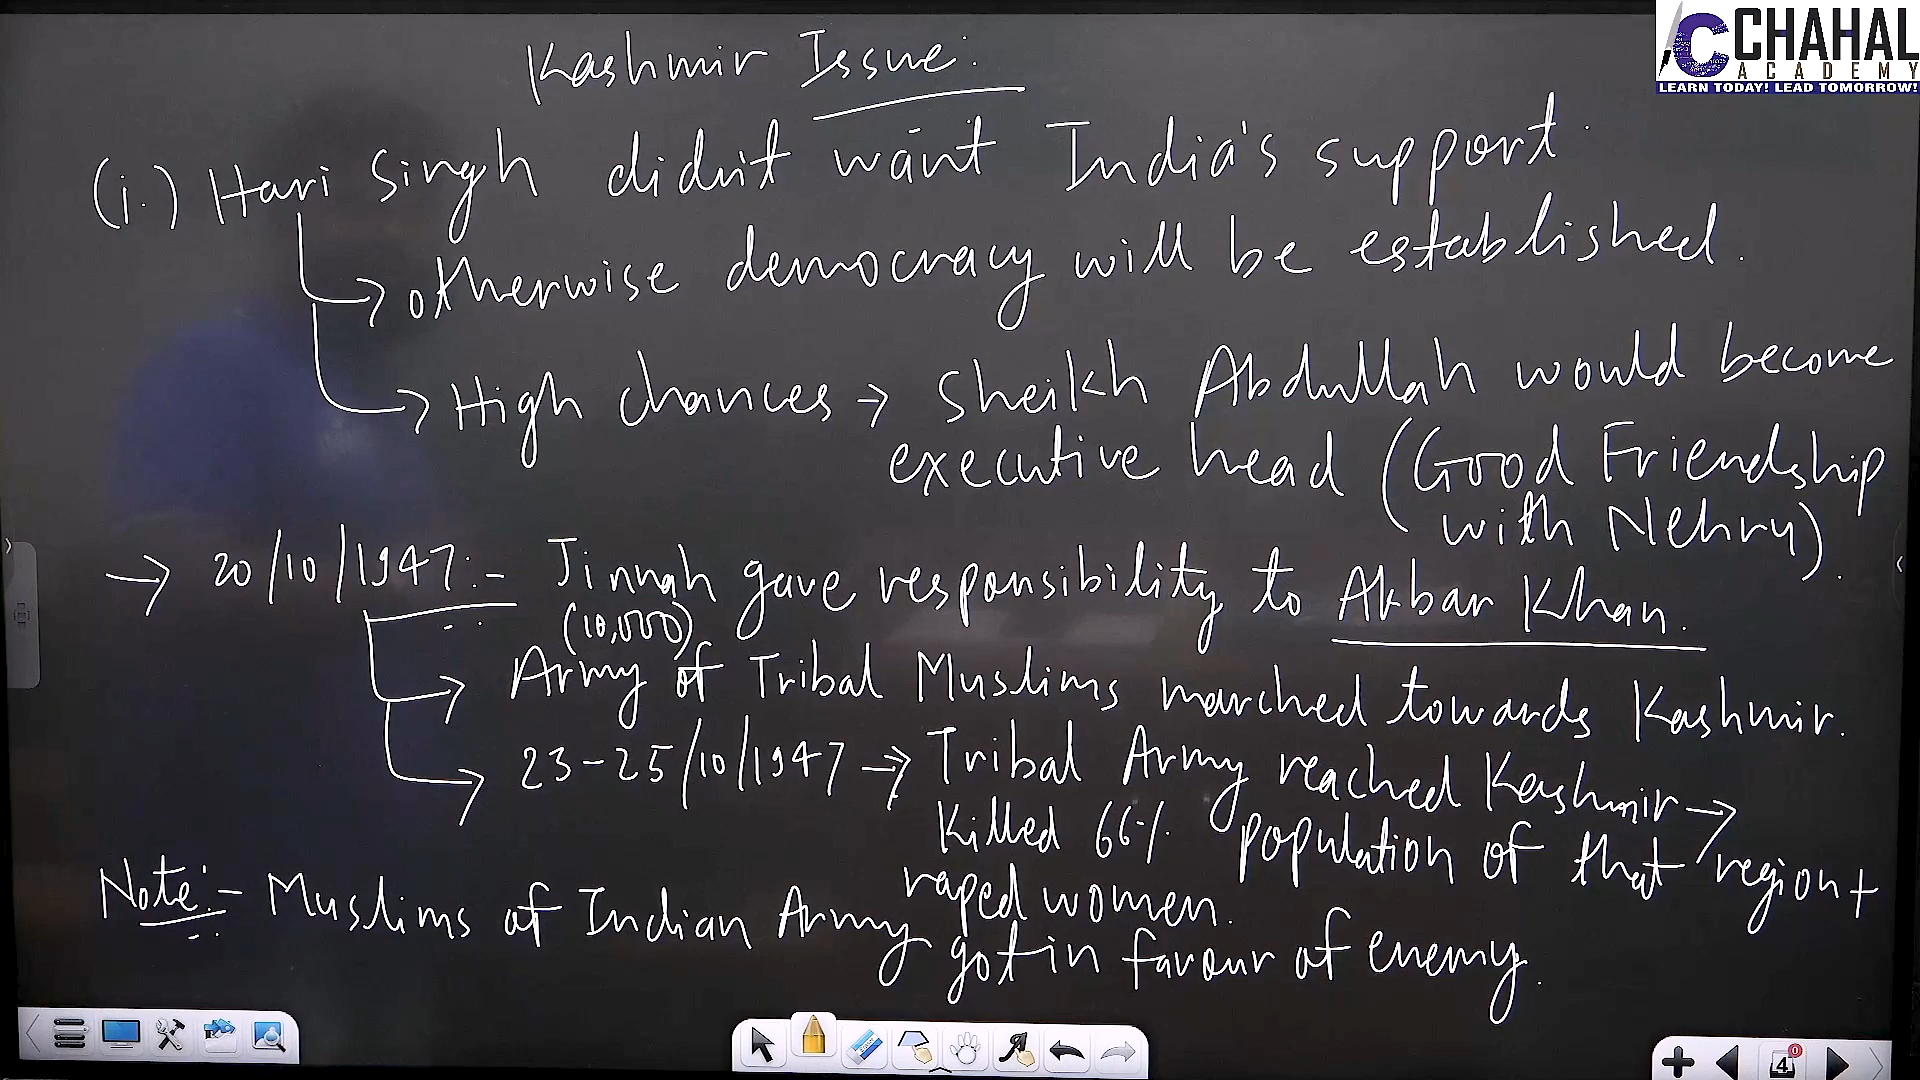 CHAHAL
ACADEMY
LEARN TODAY! LEAD TOMORROW!
Kashmir Issue:
(i.) Hari Singh didn't want India's support.
→ otherwise democracy will be established.
→ High chances → Sheikh Abdullah would become
executive head (Good Friendship
with Nehru).
→ 20/10/1947:- Jinnah gave responsibility to Akbar Khan.
(10,000)
→ Army of Tribal Muslims marched towards Kashmir.
→ 23-25/10/1947 → Tribal Army reached Kashmir →
Killed 66% population of that region +
raped women.
Note:- Muslims of Indian Army got in favour of enemy.
4
0